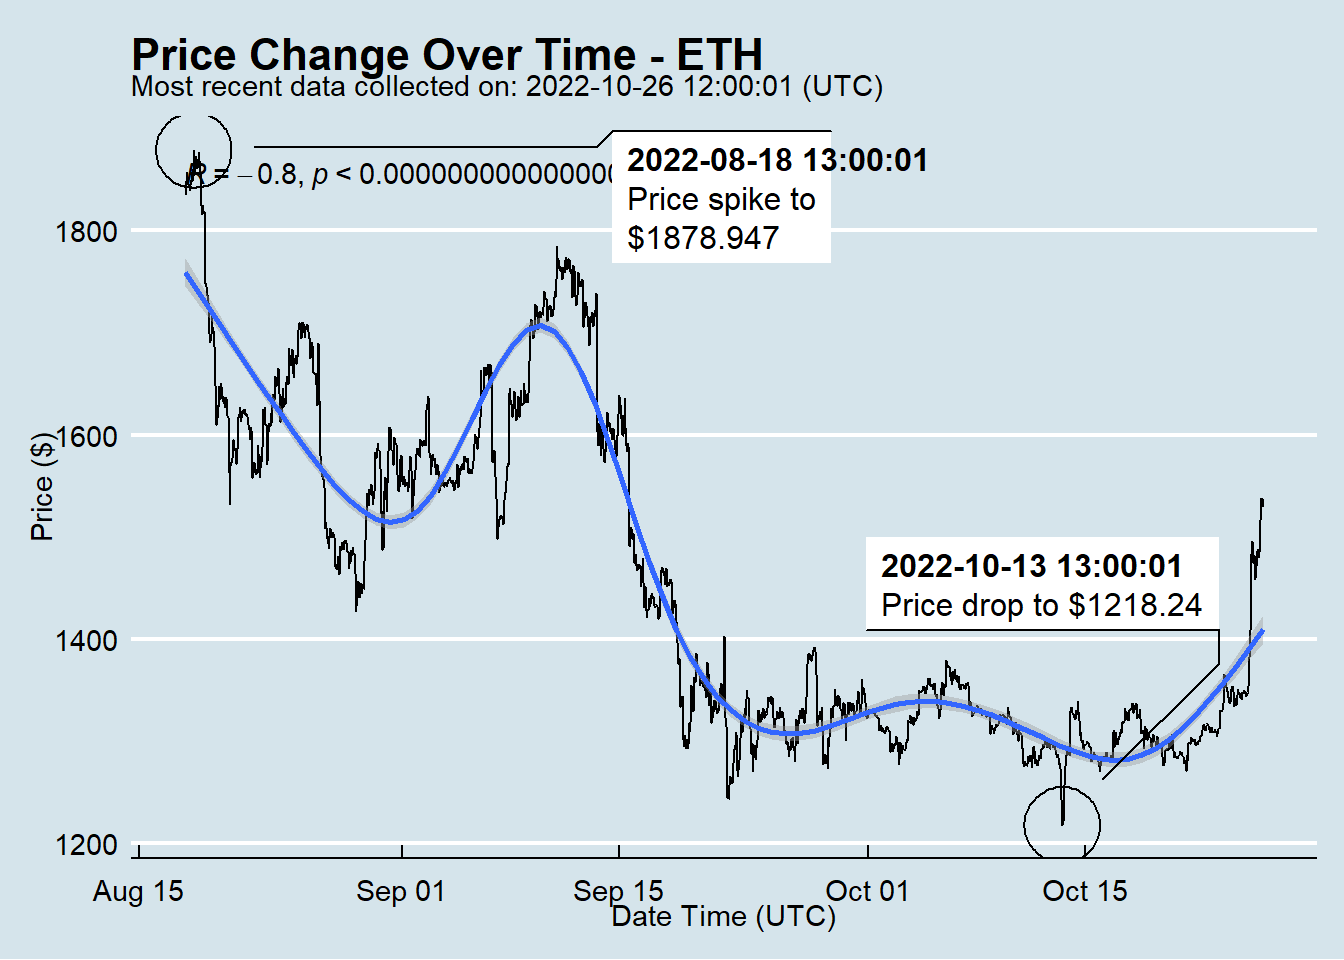 Price Change Over Time - ETH
Most recent data collected on: 2022-10-26 12:00:01 (UTC)
R = −0.8, p < 0.000000000000000
2022-08-18 13:00:01
Price spike to
$1878.947
1800
1600
1400
1200
Price ($)
2022-10-13 13:00:01
Price drop to $1218.24
Aug 15
Sep 01
Sep 15
Oct 01
Oct 15
Date Time (UTC)